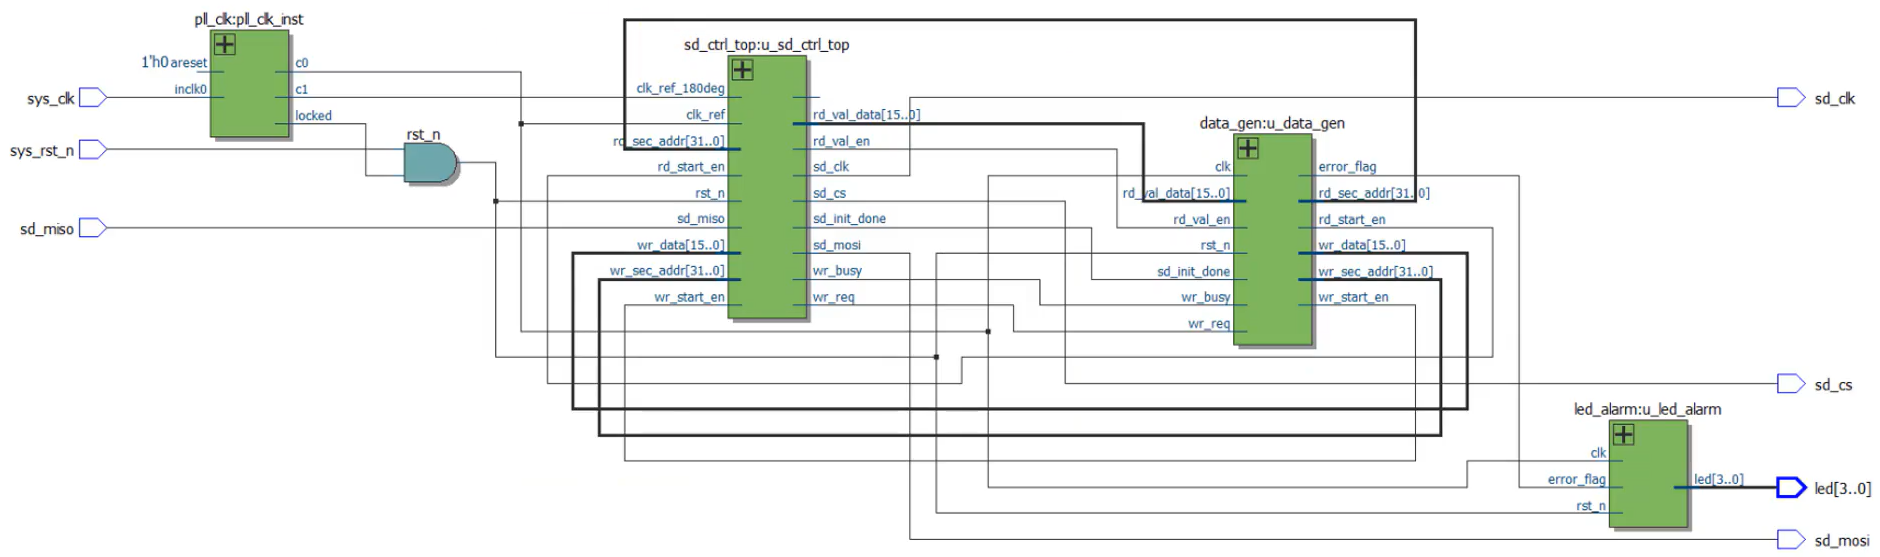 pll_clk:pll_clk_inst
1'h0 areset
inclk0
c0
c1
locked
sys_clk
sys_rst_n
sd_miso
rst_n
sd_ctrl_top:u_sd_ctrl_top
clk_ref_180deg
clk_ref
rd_sec_addr[31..0]
rd_start_en
rst_n
sd_miso
wr_data[15..0]
wr_sec_addr[31..0]
wr_start_en
rd_val_data[15..0]
rd_val_en
sd_clk
sd_cs
sd_init_done
sd_mosi
wr_busy
wr_req
data_gen:u_data_gen
clk
rd_val_data[15..0]
rd_val_en
rst_n
sd_init_done
wr_busy
wr_req
error_flag
rd_sec_addr[31..0]
rd_start_en
wr_data[15..0]
wr_sec_addr[31..0]
wr_start_en
led_alarm:u_led_alarm
clk
error_flag
rst_n
led[3..0]
sd_clk
sd_cs
led[3..0]
sd_mosi